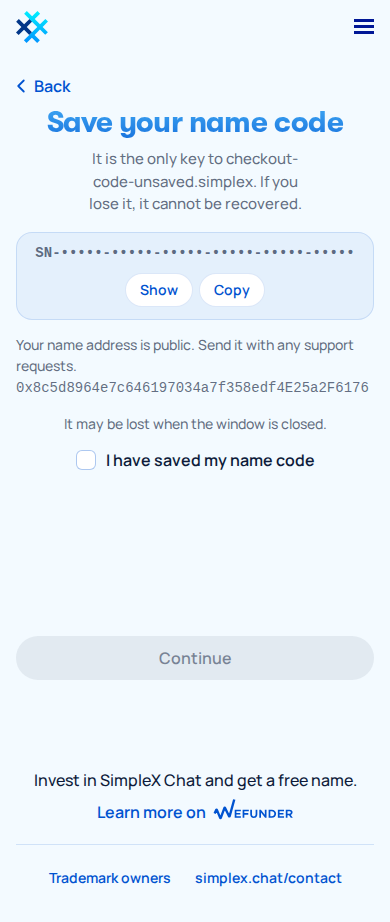 Back
Save your name code
It is the only key to checkout-
code-unsaved.simplex. If you
lose it, it cannot be recovered.
SN-•••••-•••••-•••••-•••••-•••••-•••••
Show Copy
Your name address is public. Send it with any support
requests.
0x8c5d8964e7c646197034a7f358edf4E25a2F6176
It may be lost when the window is closed.
I have saved my name code
Continue
Invest in SimpleX Chat and get a free name.
Learn more on WEFUNDER
Trademark owners simplex.chat/contact